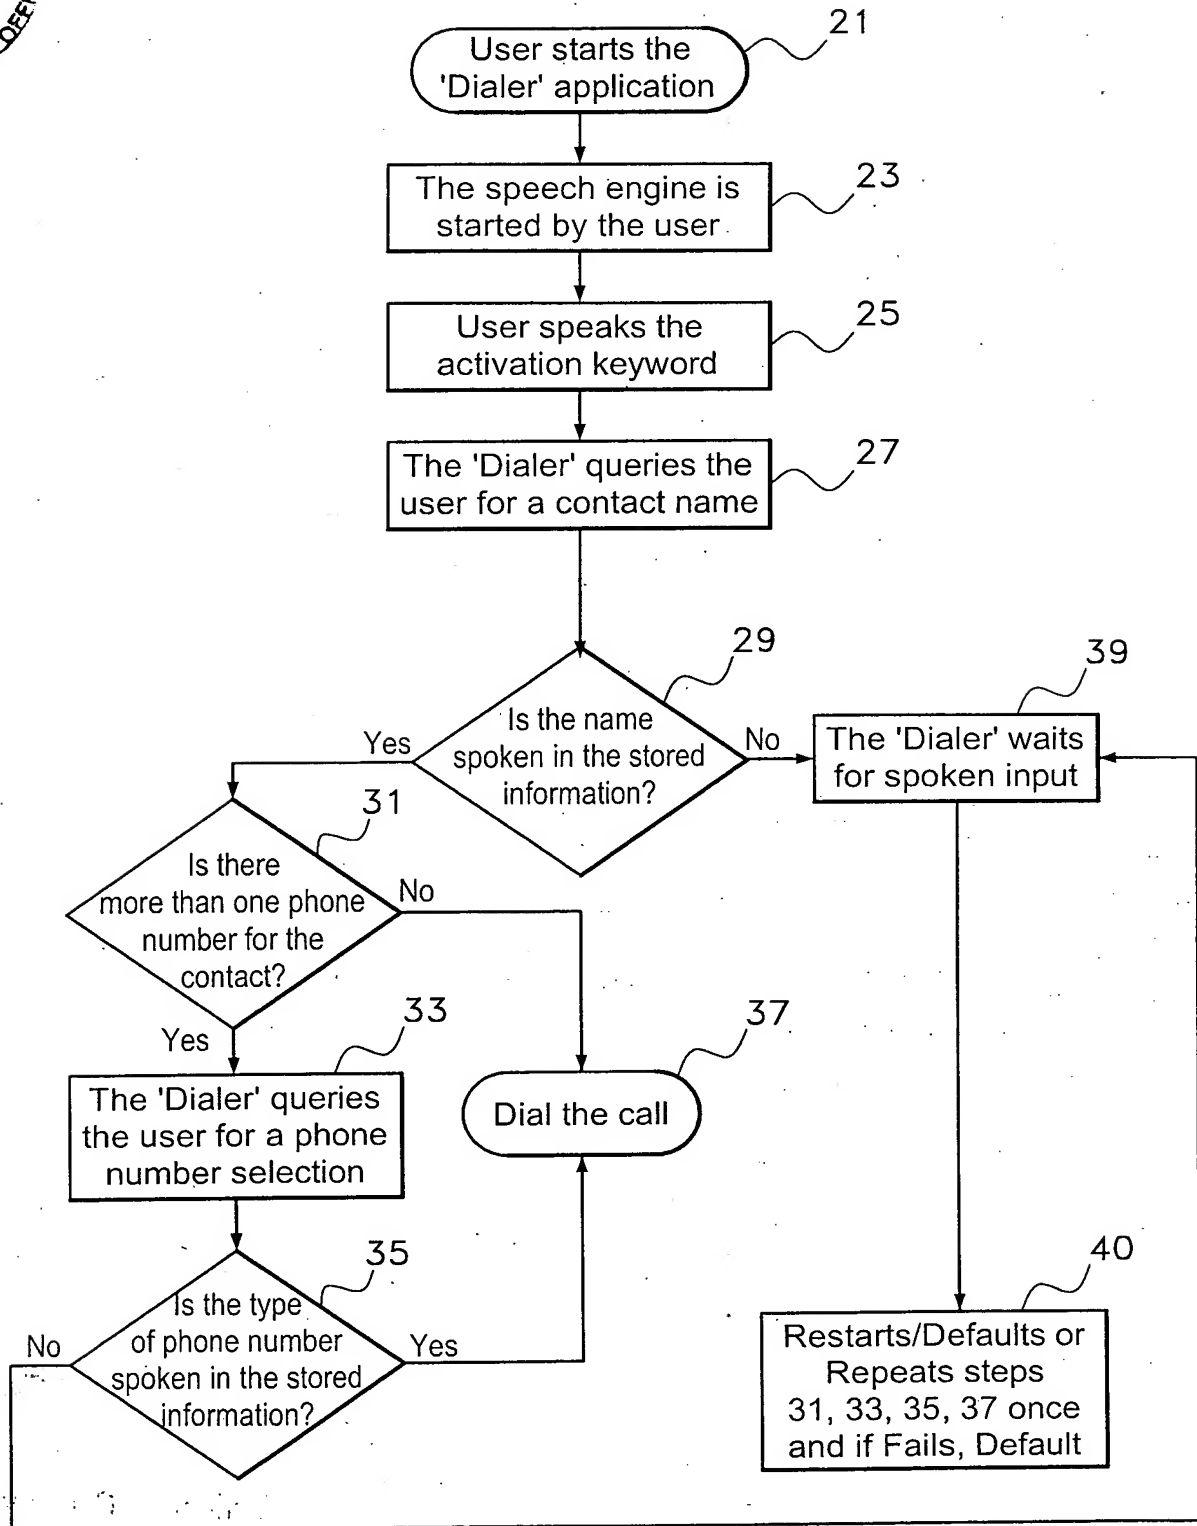 21
User starts the
'Dialer' application
23
The speech engine is
started by the user
25
User speaks the
activation keyword
27
The 'Dialer' queries the
user for a contact name
29
Is the name
spoken in the stored
information?
Yes
No
39
The 'Dialer' waits
for spoken input
31
Is there
more than one phone
number for the
contact?
No
Yes
33
The 'Dialer' queries
the user for a phone
number selection
37
Dial the call
35
Is the type
of phone number
spoken in the stored
information?
No
Yes
40
Restarts/Defaults or
Repeats steps
31, 33, 35, 37 once
and if Fails, Default